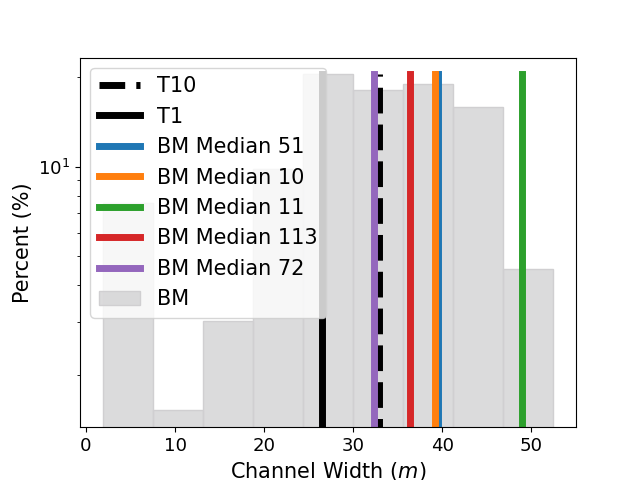 T10
T1
BM Median 51
BM Median 10
BM Median 11
BM Median 113
BM Median 72
BM
10¹
Percent (%)
0 10 20 30 40 50
Channel Width (m)